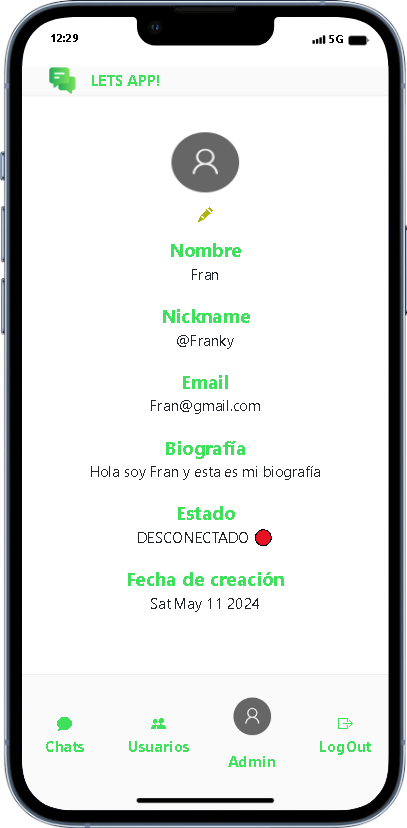 12:29
5G
LETS APP!
Nombre
Fran
Nickname
@Franky
Email
Fran@gmail.com
Biografía
Hola soy Fran y esta es mi biografía
Estado
DESCONECTADO
Fecha de creación
Sat May 11 2024
Chats
Usuarios
Admin
LogOut